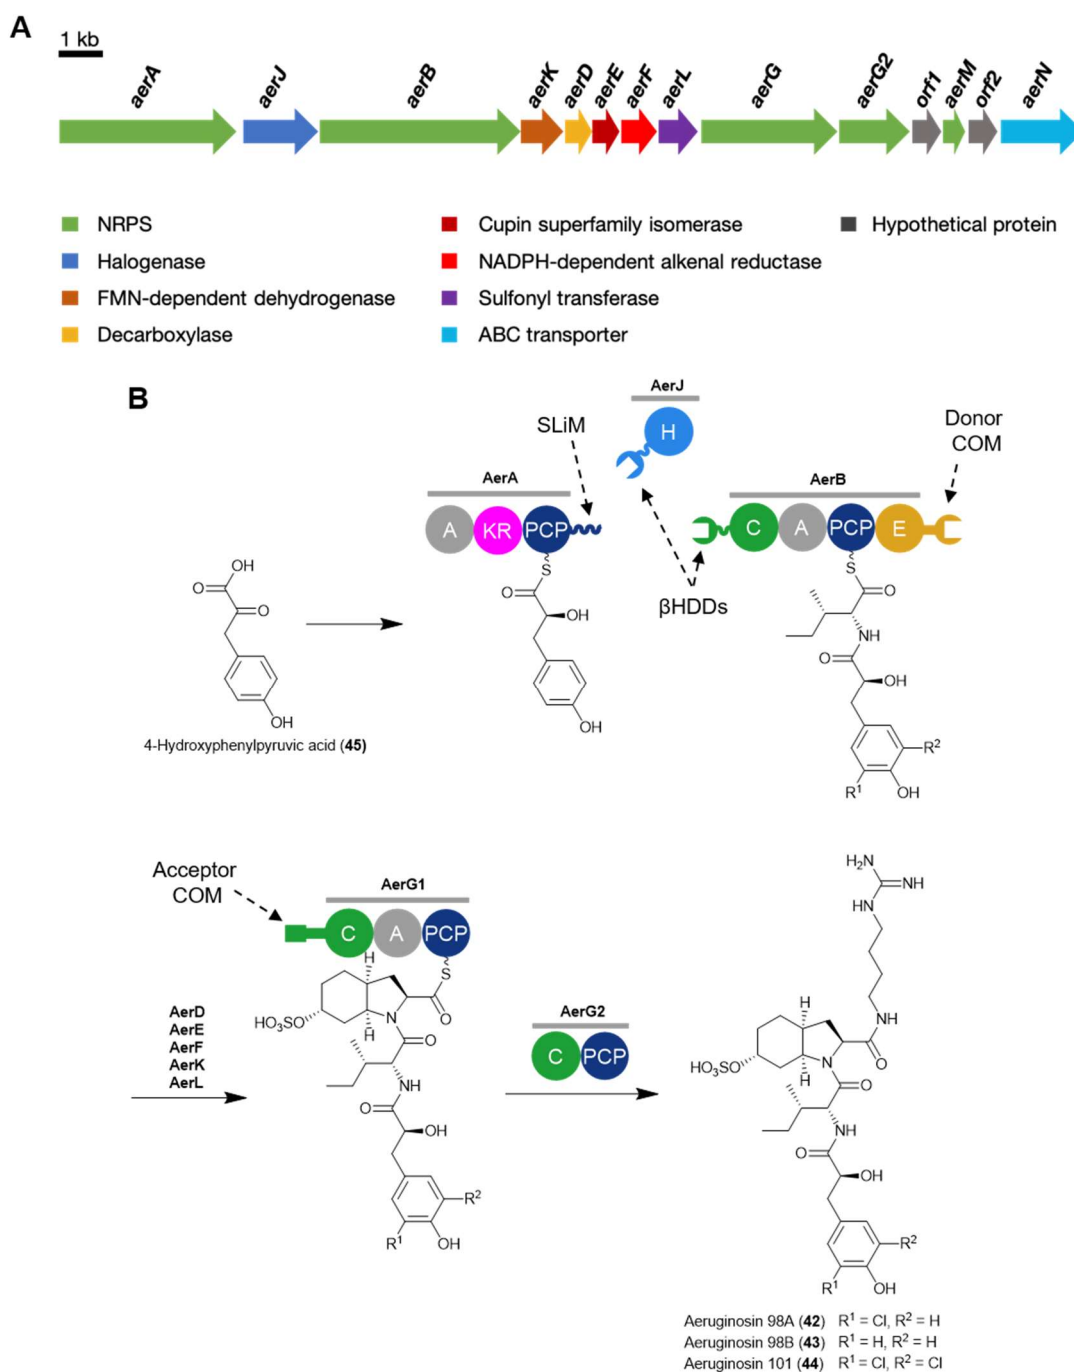 A
1 kb
aerA
aerJ
aerB
aerK
aerD
aerE
aerF
aerL
aerG
aerG2
orf1
aerM
orf2
aerN
NRPS
Halogenase
FMN-dependent dehydrogenase
Decarboxylase
Cupin superfamily isomerase
NADPH-dependent alkenal reductase
Sulfonyl transferase
ABC transporter
Hypothetical protein
B
AerJ
H
SLiM
Donor
COM
AerA
A KR PCP
AerB
C A PCP E
βHDDs
OH
O
O
OH
4-Hydroxyphenylpyruvic acid (45)
S
O
OH
OH
S
O
NH
O
OH
R²
R¹
OH
Acceptor
COM
AerG1
C A PCP
AerD
AerE
AerF
AerK
AerL
H
S
HO₃SO
N
O
H
O
NH
O
OH
R²
R¹
OH
AerG2
C PCP
H₂N
NH
HN
H
NH
HO₃SO
N
O
H
O
NH
O
OH
R²
R¹
OH
Aeruginosin 98A (42) R¹ = Cl, R² = H
Aeruginosin 98B (43) R¹ = H, R² = H
Aeruginosin 101 (44) R¹ = Cl, R² = Cl